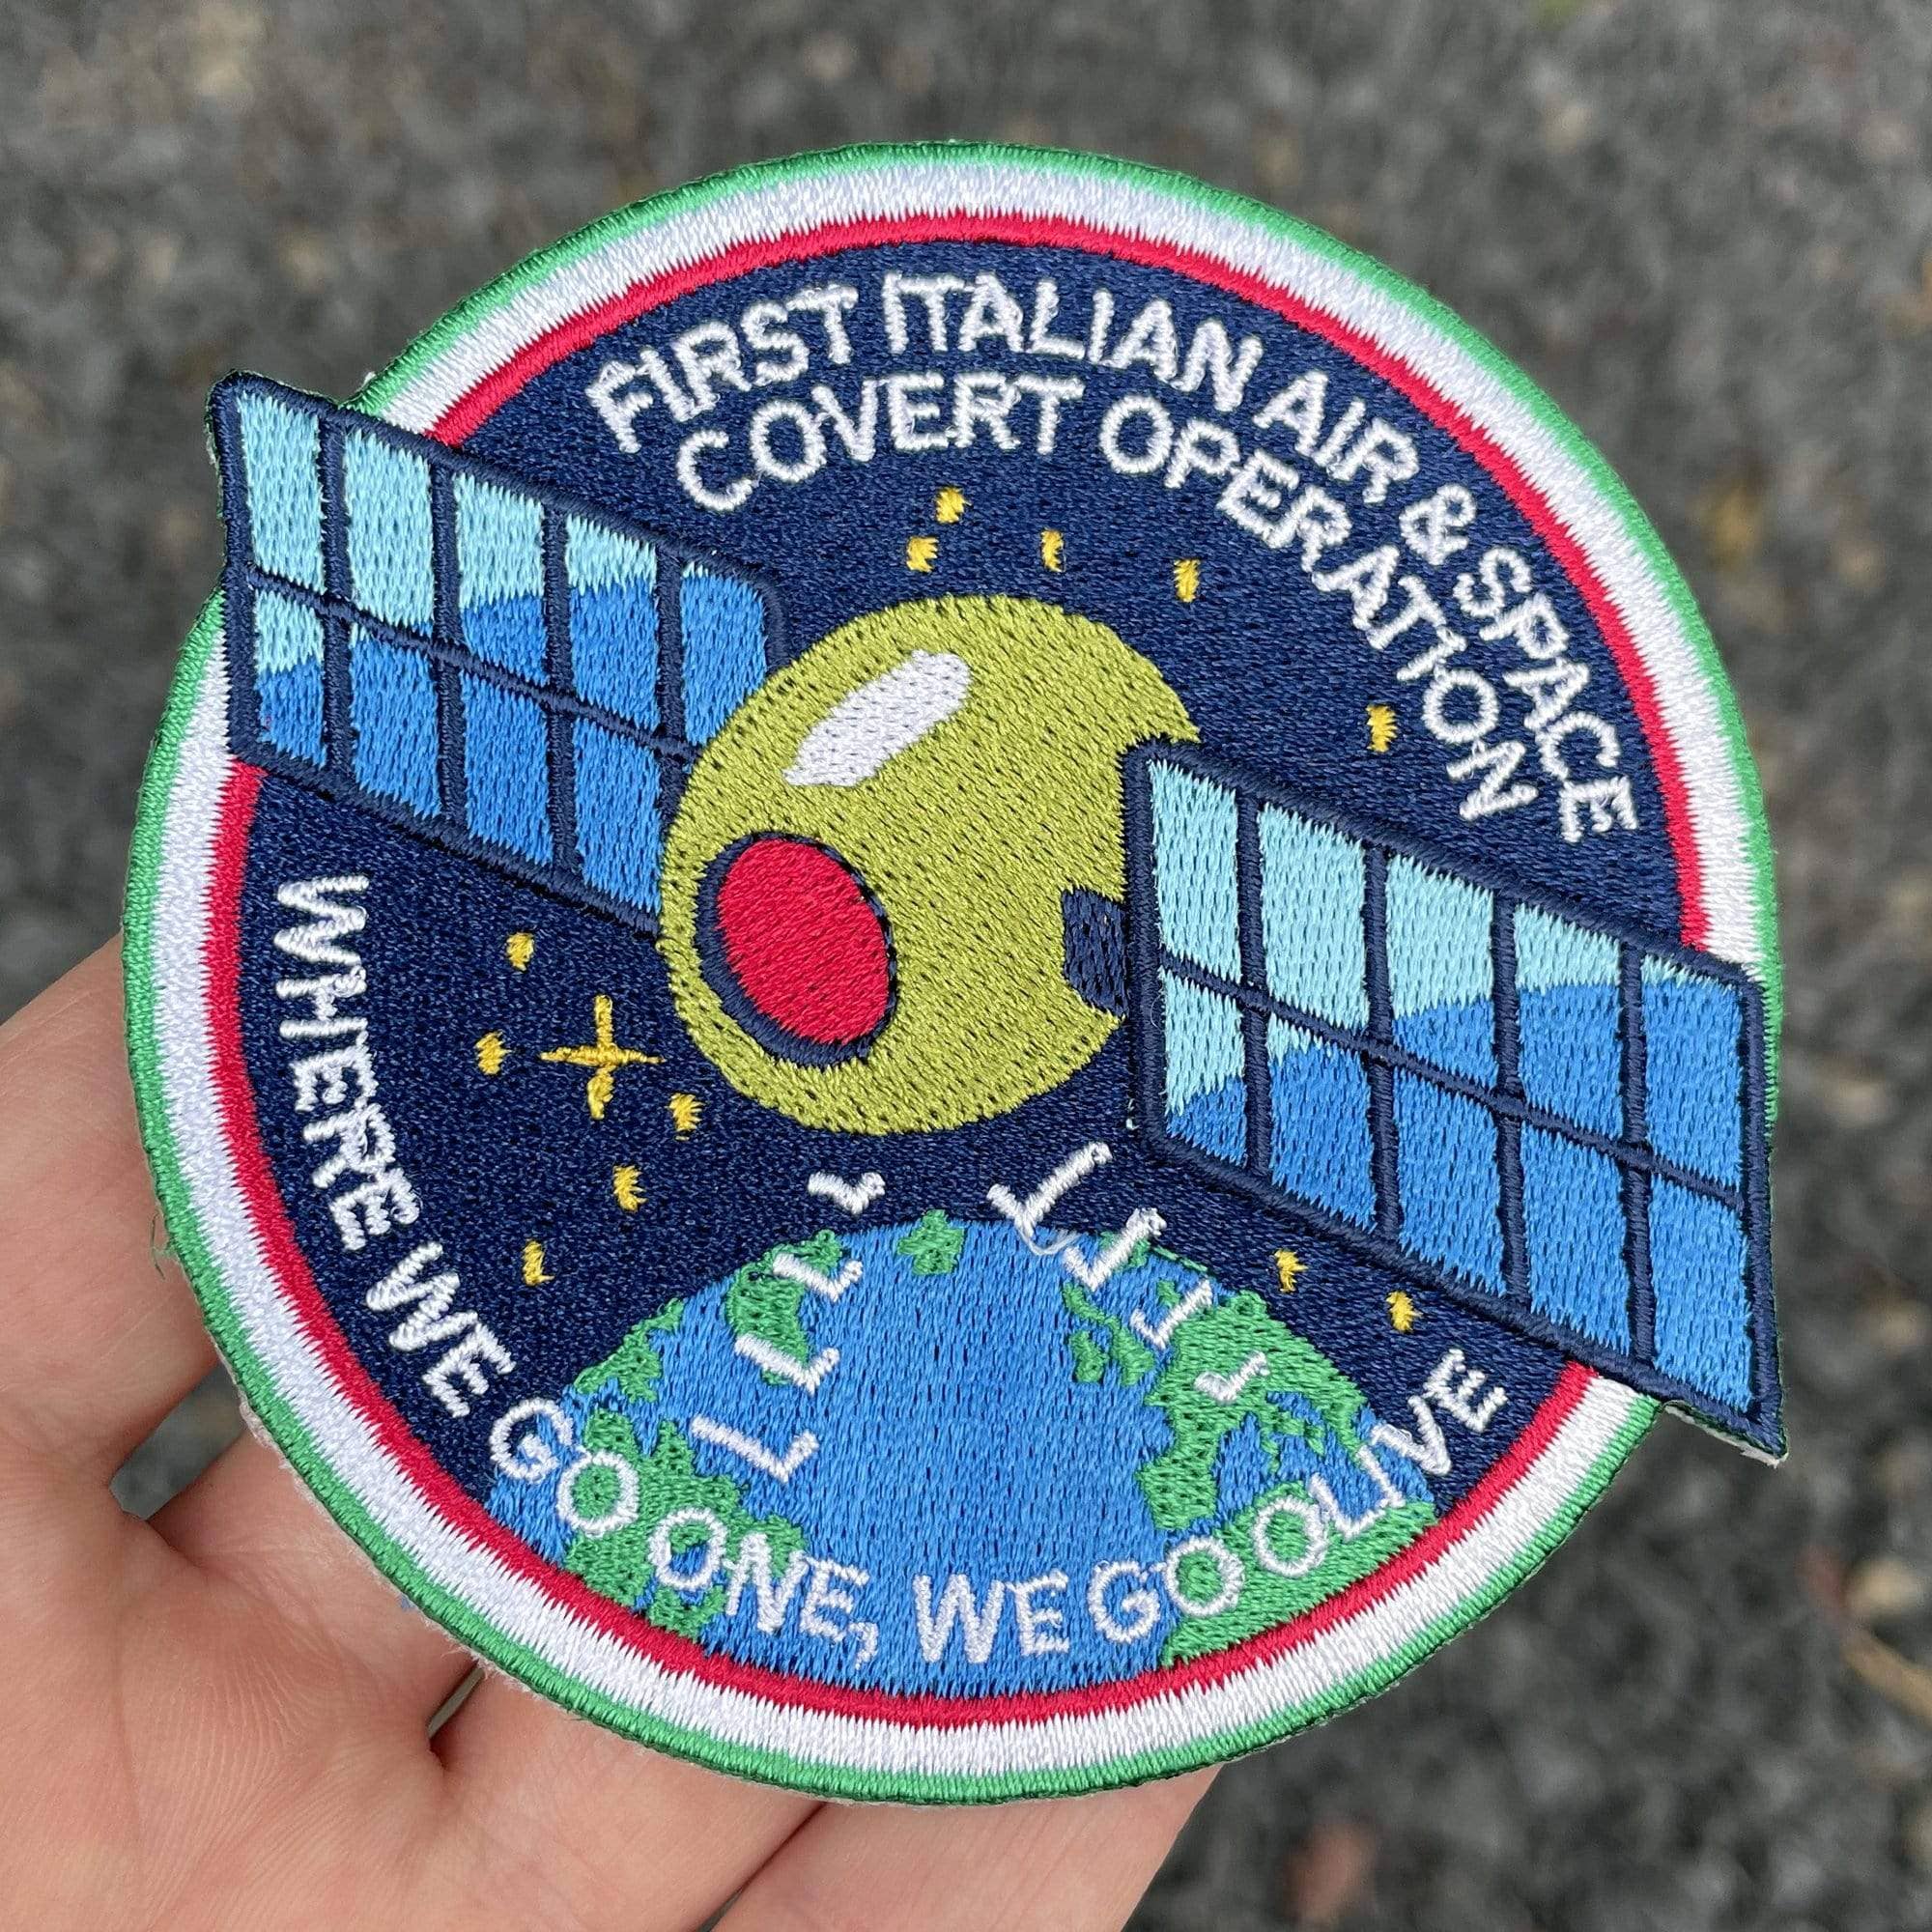 FIRST ITALIAN AIR & SPACE
COVERT OPERATION
WHERE WE GO ONE, WE GO OLIVE